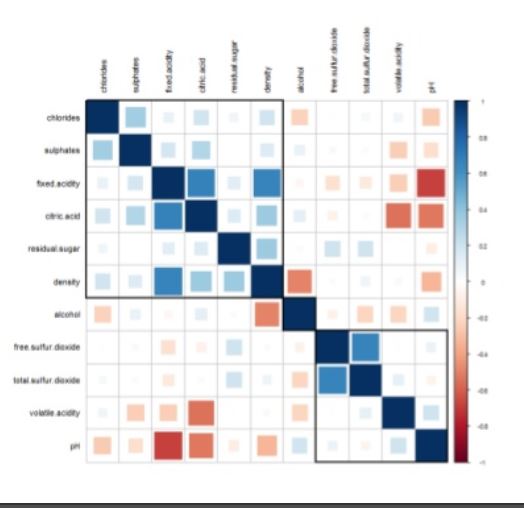 chlorides
sulphates
fixed.acidity
citric.acid
residual.sugar
density
alcohol
free.sulfur.dioxide
total.sulfur.dioxide
volatile.acidity
pH
chlorides
sulphates
fixed.acidity
citric.acid
residual.sugar
density
alcohol
free.sulfur.dioxide
total.sulfur.dioxide
volatile.acidity
pH
1
0.8
0.6
0.4
0.2
0
-0.2
-0.4
-0.6
-0.8
-1